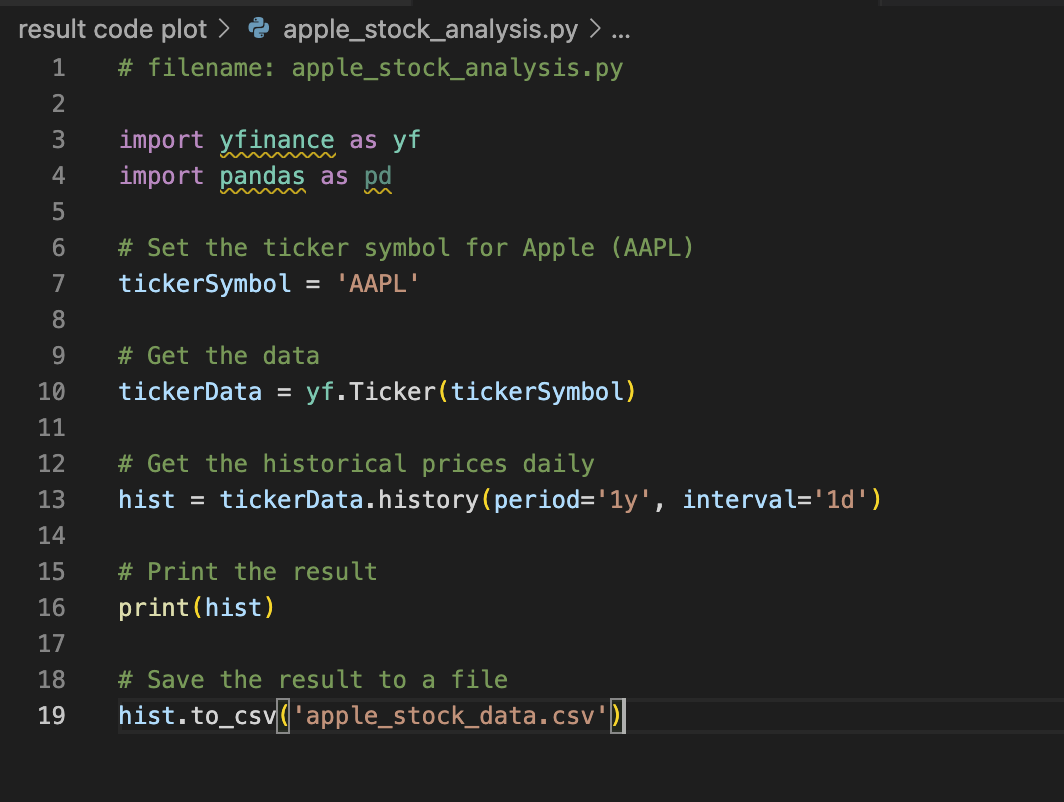 result code plot > apple_stock_analysis.py > ...
1 # filename: apple_stock_analysis.py
2
3 import yfinance as yf
4 import pandas as pd
5
6 # Set the ticker symbol for Apple (AAPL)
7 tickerSymbol = 'AAPL'
8
9 # Get the data
10 tickerData = yf.Ticker(tickerSymbol)
11
12 # Get the historical prices daily
13 hist = tickerData.history(period='1y', interval='1d')
14
15 # Print the result
16 print(hist)
17
18 # Save the result to a file
19 hist.to_csv('apple_stock_data.csv')